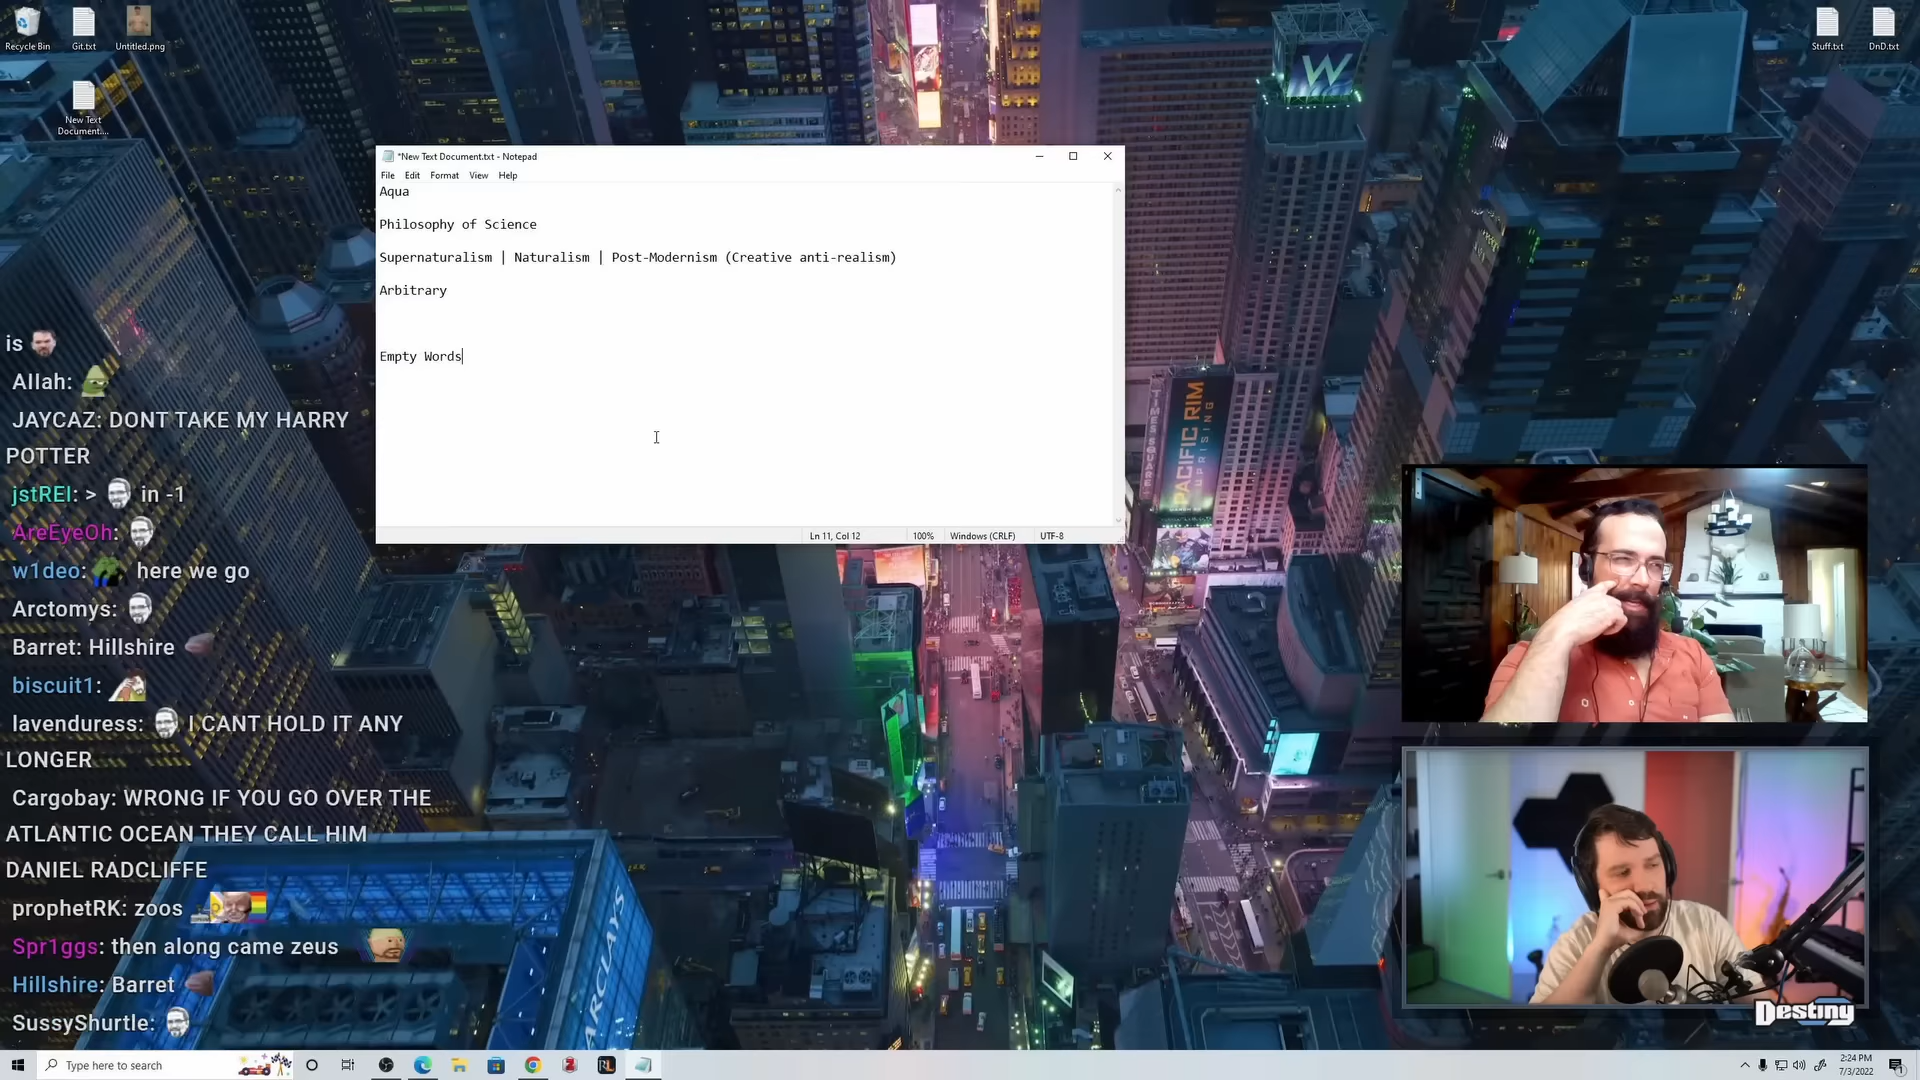 Recycle Bin
Git.txt
Untitled.png
New Text
Document....
Stuff.txt
DnD.txt
*New Text Document.txt - Notepad
File Edit Format View Help
Aqua
Philosophy of Science
Supernaturalism | Naturalism | Post-Modernism (Creative anti-realism)
Arbitrary
Empty Words
Ln 11, Col 12
100%
Windows (CRLF)
UTF-8
is
Allah:
JAYCAZ: DONT TAKE MY HARRY
POTTER
jstREI: > in -1
AreEyeOh:
w1deo: here we go
Arctomys:
Barret: Hillshire
biscuit1:
lavenduress: I CANT HOLD IT ANY
LONGER
Cargobay: WRONG IF YOU GO OVER THE
ATLANTIC OCEAN THEY CALL HIM
DANIEL RADCLIFFE
prophetRK: zoos
Spr1ggs: then along came zeus
Hillshire: Barret
SussyShurtle:
W
TIMES SQUARE
PACIFIC RIM
UPRISING
BARCLAYS
Destiny
Type here to search
2:24 PM
7/3/2022